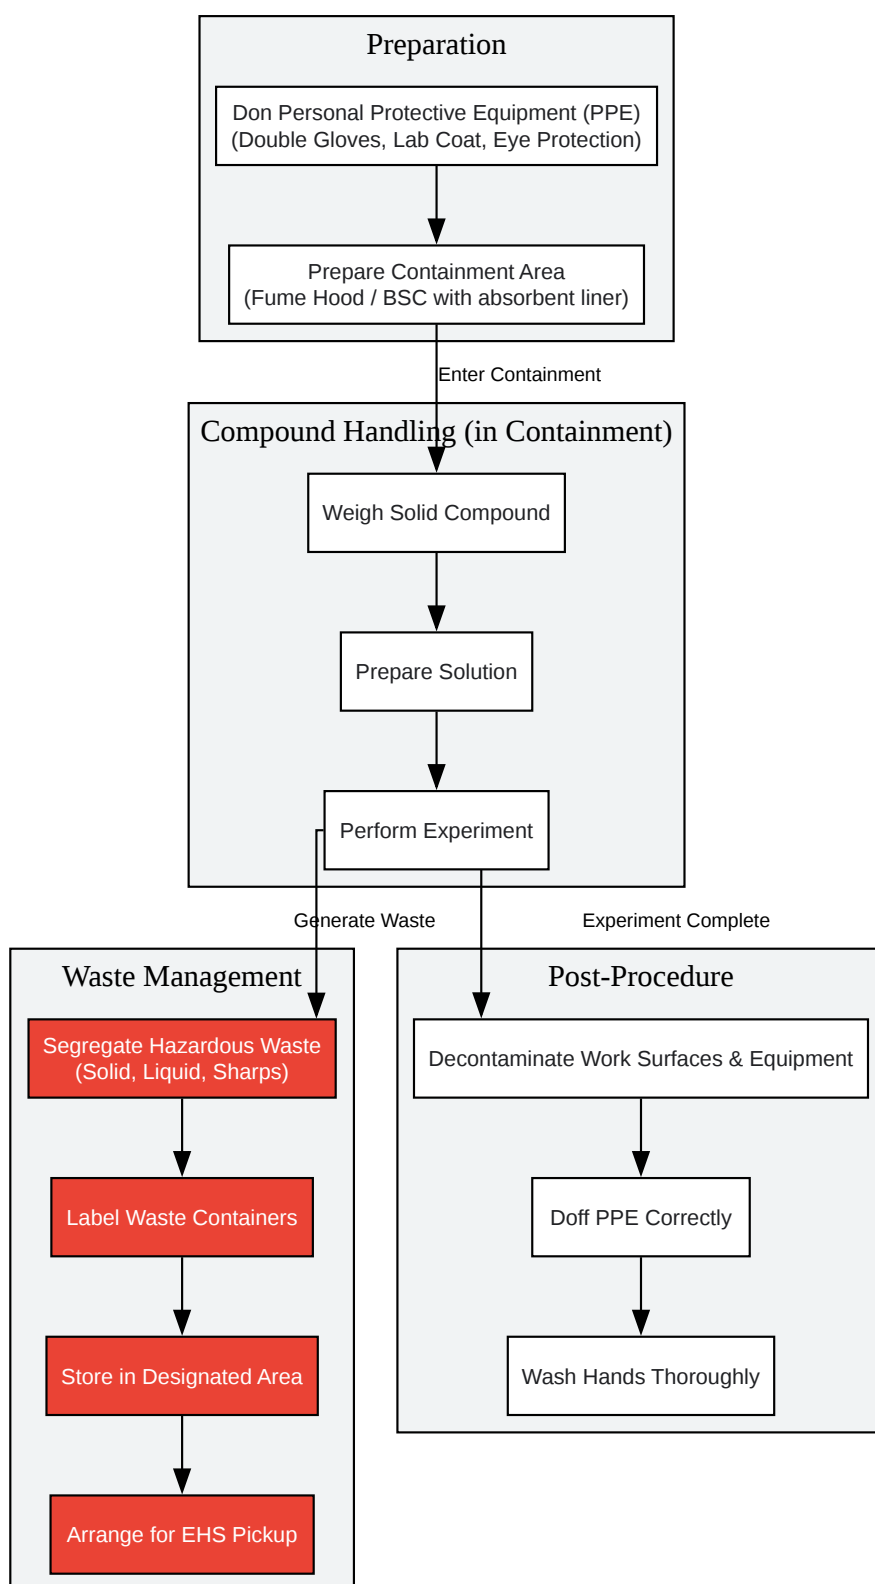 Preparation
Don Personal Protective Equipment (PPE)
(Double Gloves, Lab Coat, Eye Protection)
Prepare Containment Area
(Fume Hood / BSC with absorbent liner)
Enter Containment
Compound Handling (in Containment)
Weigh Solid Compound
Prepare Solution
Perform Experiment
Generate Waste
Experiment Complete
Waste Management
Segregate Hazardous Waste
(Solid, Liquid, Sharps)
Label Waste Containers
Store in Designated Area
Arrange for EHS Pickup
Post-Procedure
Decontaminate Work Surfaces & Equipment
Doff PPE Correctly
Wash Hands Thoroughly